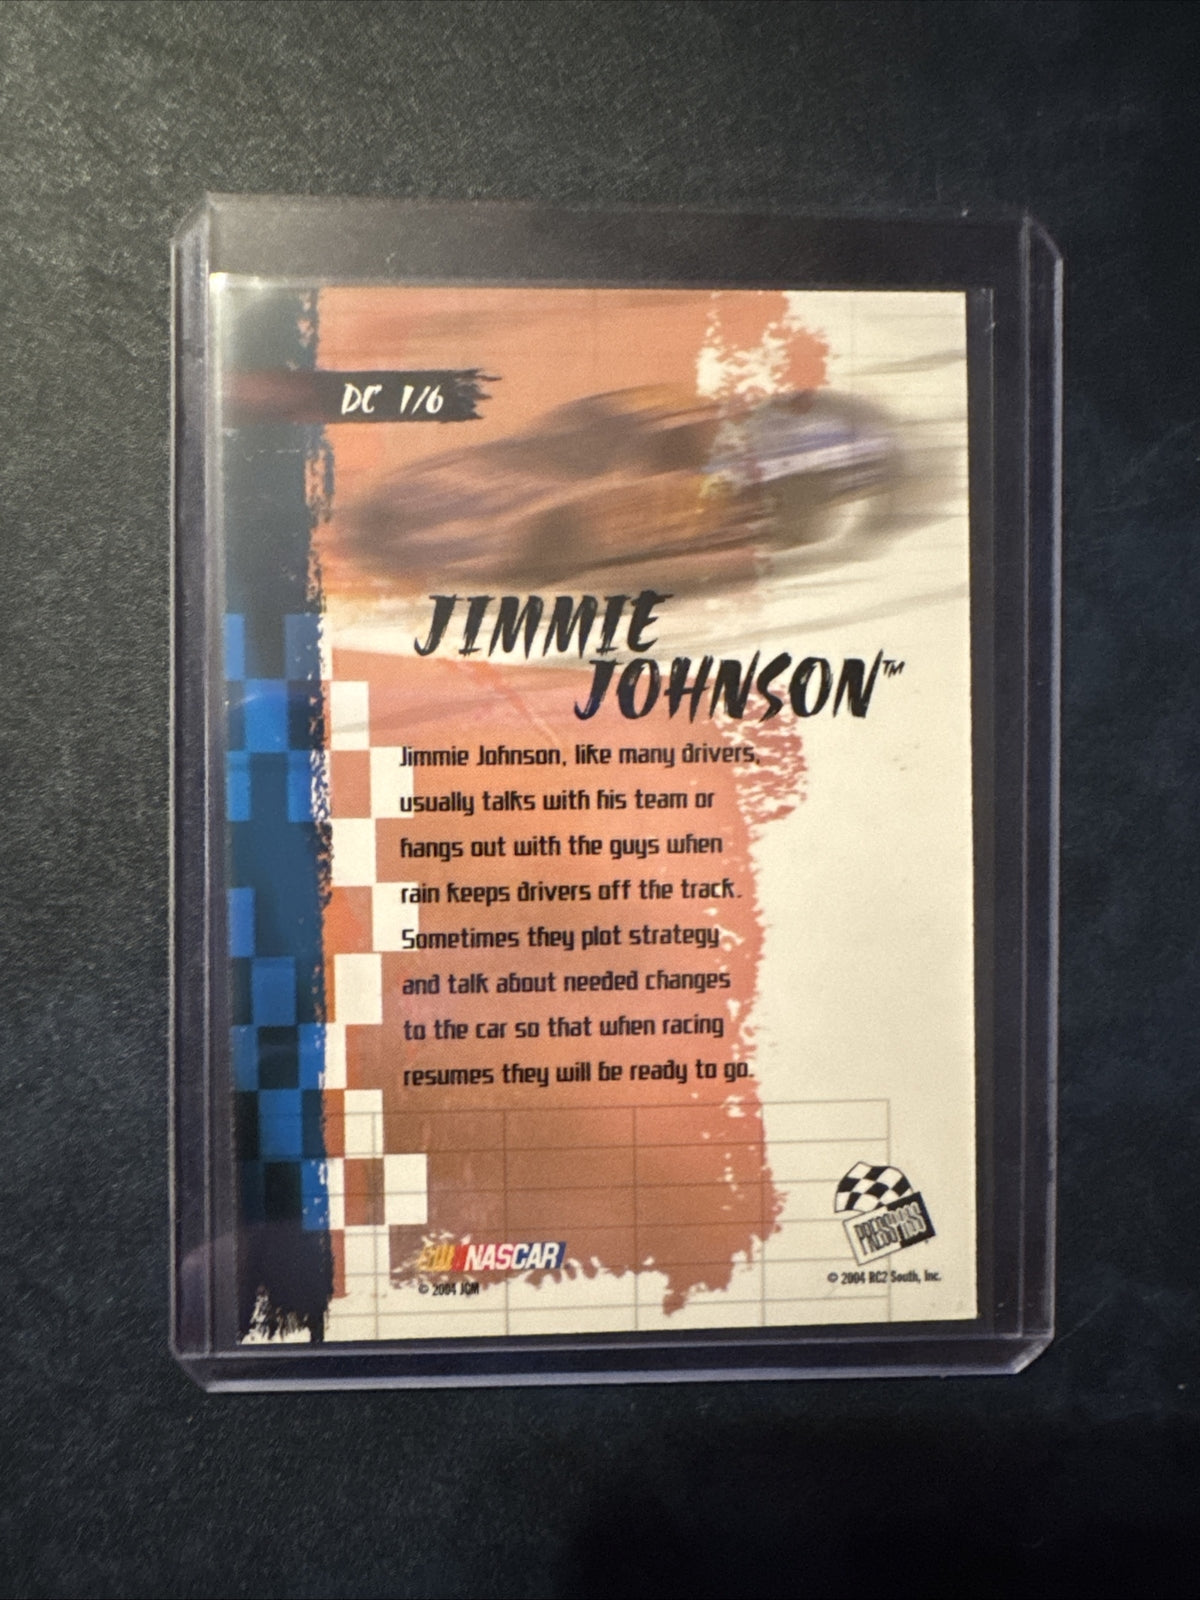 DC 1/6
JIMMIE
JOHNSON™
Jimmie Johnson, like many drivers,
usually talks with his team or
hangs out with the guys when
rain keeps drivers off the track.
Sometimes they plot strategy
and talk about needed changes
to the car so that when racing
resumes they will be ready to go.
NASCAR
© 2004 JCM
PRESS PASS
© 2004 RC2 South, Inc.